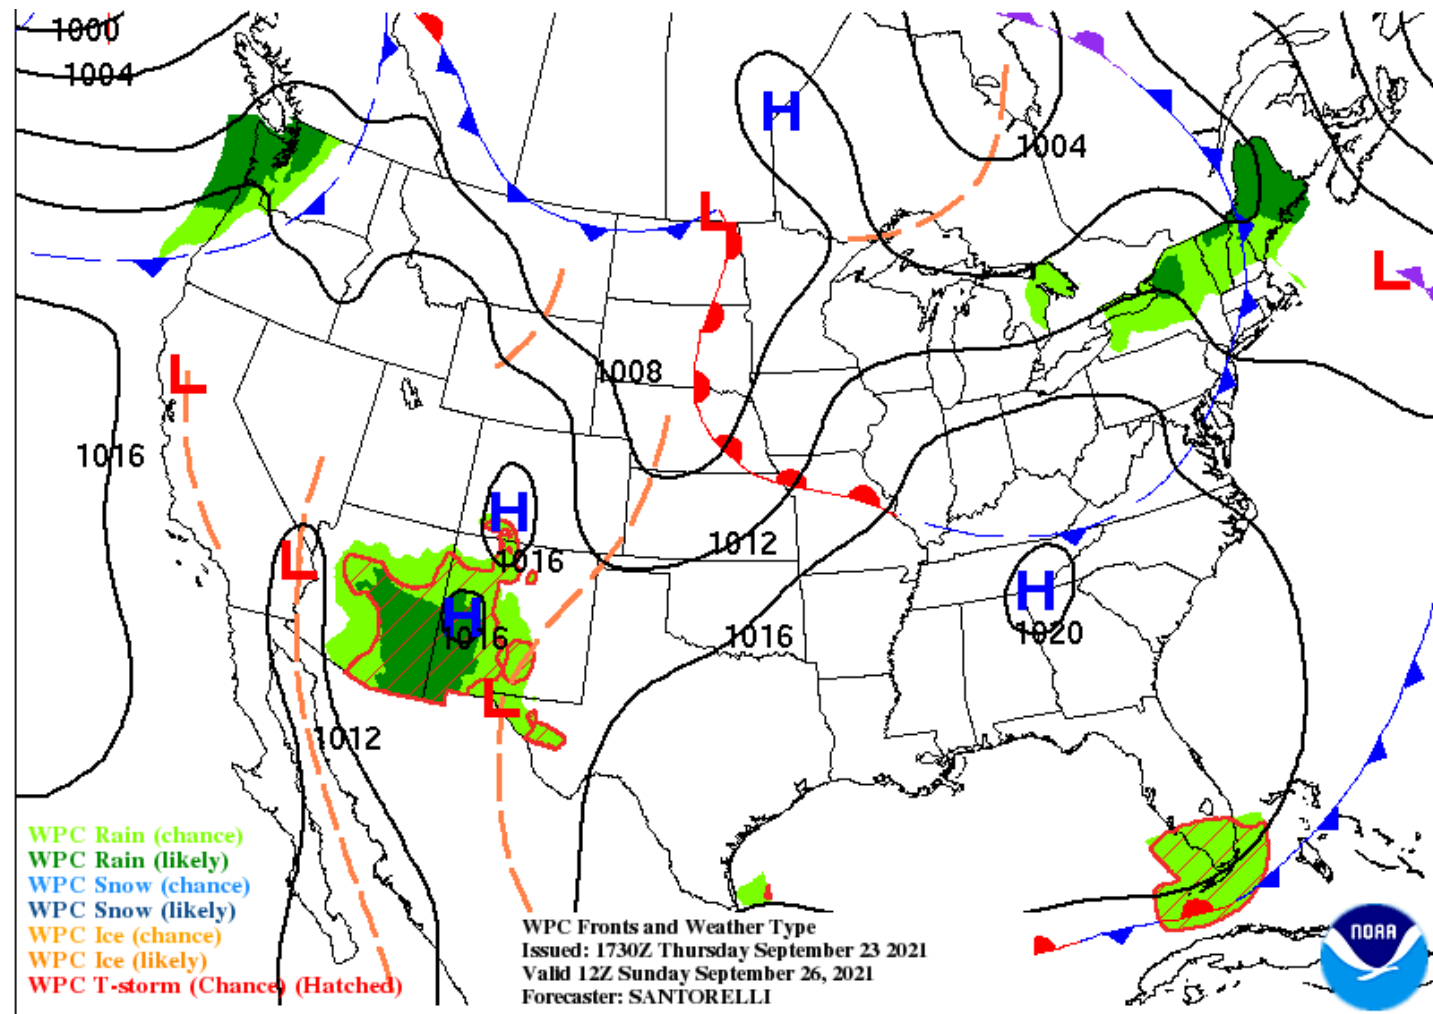 1000
1004
H
1004
L
L
1008
L
1016
H
1012
1016
L
H
H
1016
1016
1020
L
1012
WPC Rain (chance)
WPC Rain (likely)
WPC Snow (chance)
WPC Snow (likely)
WPC Ice (chance)
WPC Ice (likely)
WPC T-storm (Chance) (Hatched)
WPC Fronts and Weather Type
Issued: 1730Z Thursday September 23 2021
Valid 12Z Sunday September 26, 2021
Forecaster: SANTORELLI
NOAA